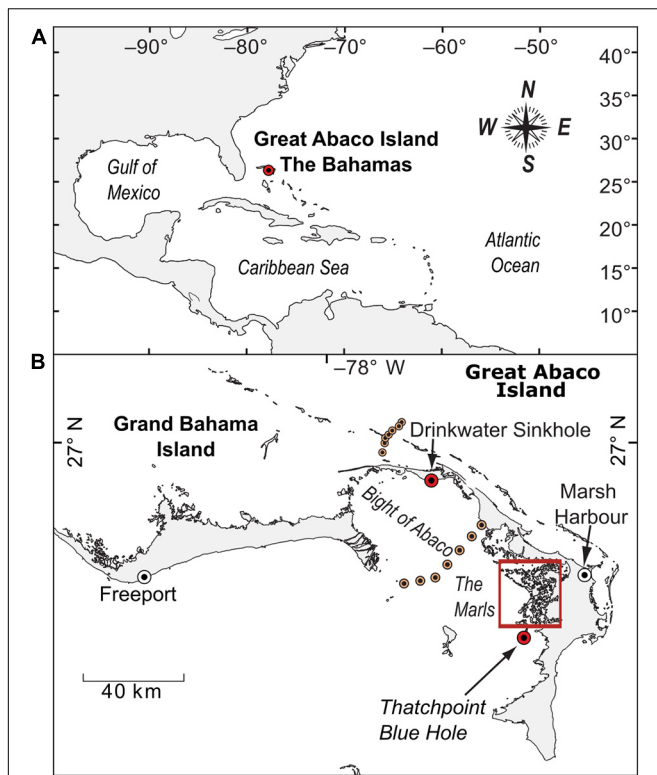 A
–90° –80° –70° –60° –50° 40°
35°
N
W E
S
30°
Great Abaco Island
The Bahamas
Gulf of
Mexico
25°
20°
Atlantic
Ocean
Caribbean Sea
15°
10°
B
–78° W
Great Abaco
Island
27° N
Grand Bahama
Island
Drinkwater Sinkhole
27° N
Bight of Abaco
Marsh
Harbour
The
Marls
Freeport
40 km
Thatchpoint
Blue Hole